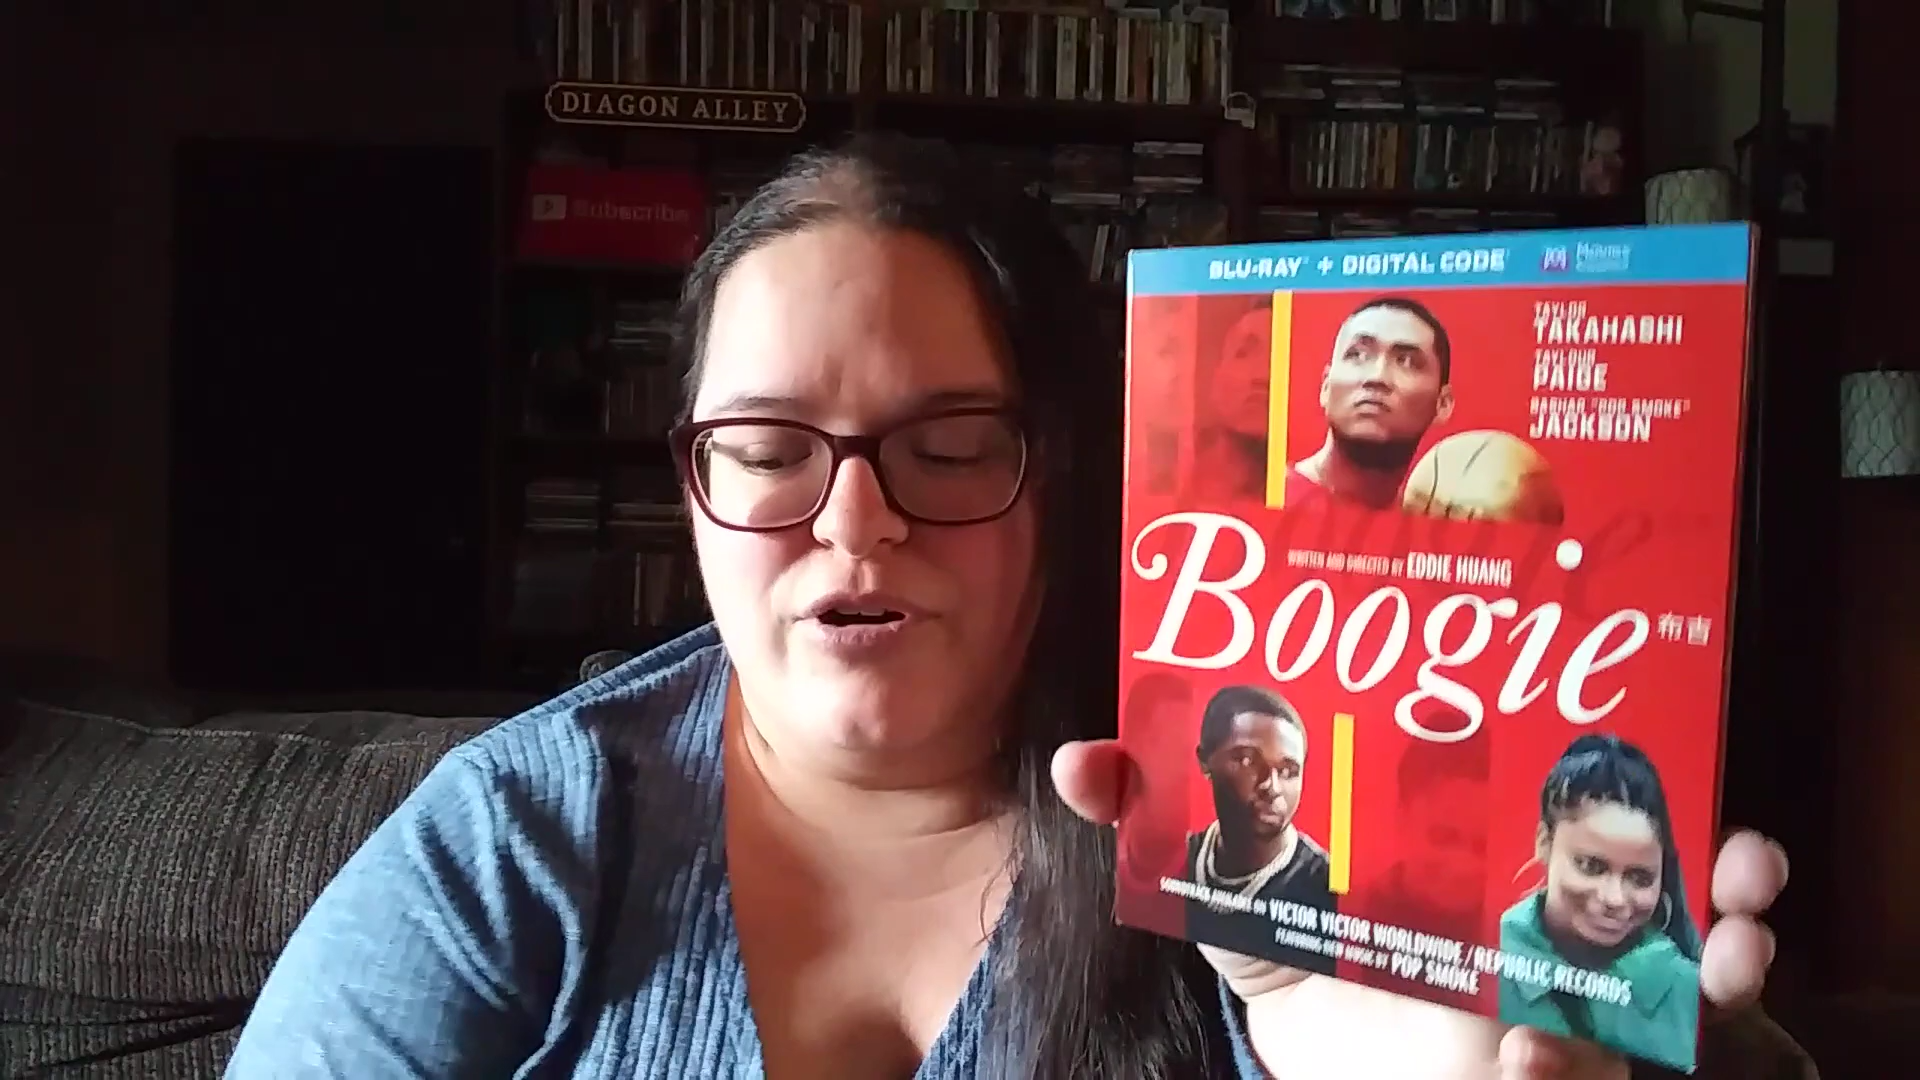 DIAGON ALLEY
Subscribe
BLU-RAY + DIGITAL CODE
Movies
TAYLOR
TAKAHASHI
TAYLOUR
PAIGE
BASHAR "POP SMOKE"
JACKSON
WRITTEN AND DIRECTED BY EDDIE HUANG
Boogie
布吉
SOUNDTRACK AVAILABLE ON VICTOR VICTOR WORLDWIDE / REPUBLIC RECORDS
FEATURING NEW MUSIC BY POP SMOKE